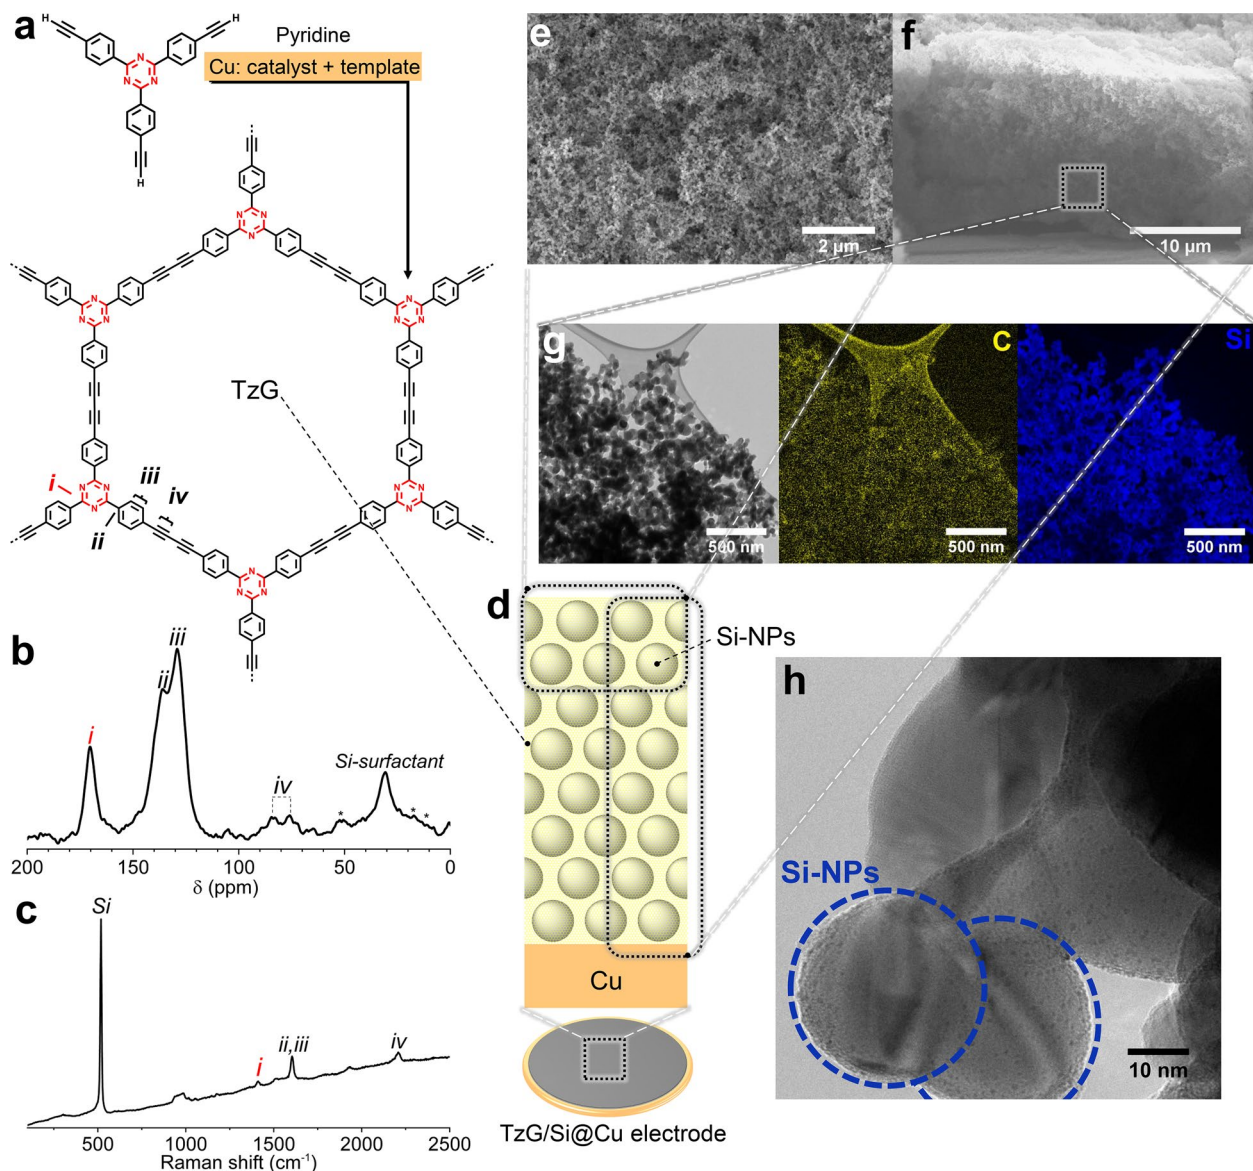 a
H
H
H
N
N
N
Pyridine
Cu: catalyst + template
N
N
N
N
N
N
N
N
N
TzG
i
iii
iv
ii
N
N
N
N
N
N
N
N
N
b
i
ii
iii
iv
Si-surfactant
*
*
*
200
150
100
50
0
δ (ppm)
c
Si
i
ii,iii
iv
500
1000
1500
2000
2500
Raman shift (cm⁻¹)
d
Si-NPs
Cu
TzG/Si@Cu electrode
e
2 µm
f
10 µm
g
500 nm
C
500 nm
Si
500 nm
h
Si-NPs
10 nm